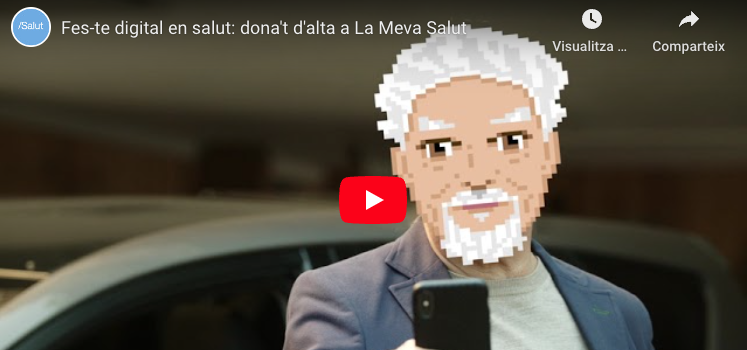 /Salut
Fes-te digital en salut: dona't d'alta a La Meva Salut
Visualitza ...
Comparteix